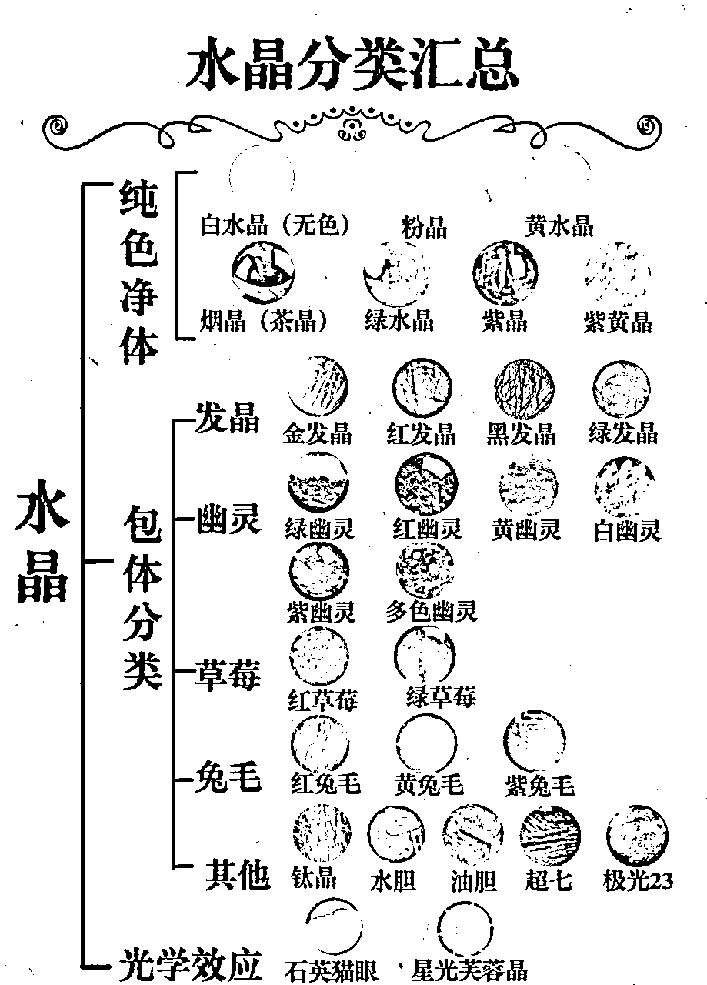 水晶分类汇总
纯色净体
白水晶（无色） 粉晶 黄水晶
烟晶（茶晶） 绿水晶 紫晶 紫黄晶
水晶
包体分类
发晶
金发晶 红发晶 黑发晶 绿发晶
幽灵
绿幽灵 红幽灵 黄幽灵 白幽灵
紫幽灵 多色幽灵
草莓
红草莓 绿草莓
兔毛
红兔毛 黄兔毛 紫兔毛
其他
钛晶 水胆 油胆 超七 极光23
光学效应
石英猫眼 星光芙蓉晶